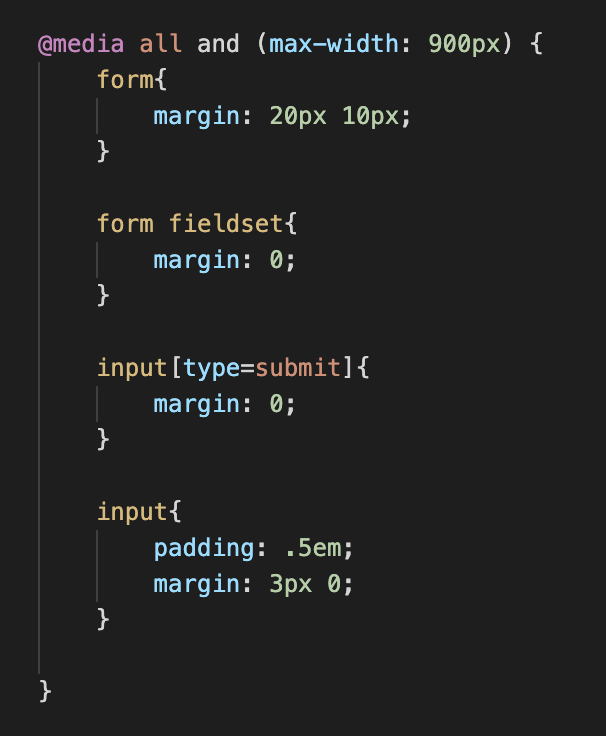 @media all and (max-width: 900px) {
    form{
        margin: 20px 10px;
    }

    form fieldset{
        margin: 0;
    }

    input[type=submit]{
        margin: 0;
    }

    input{
        padding: .5em;
        margin: 3px 0;
    }

}